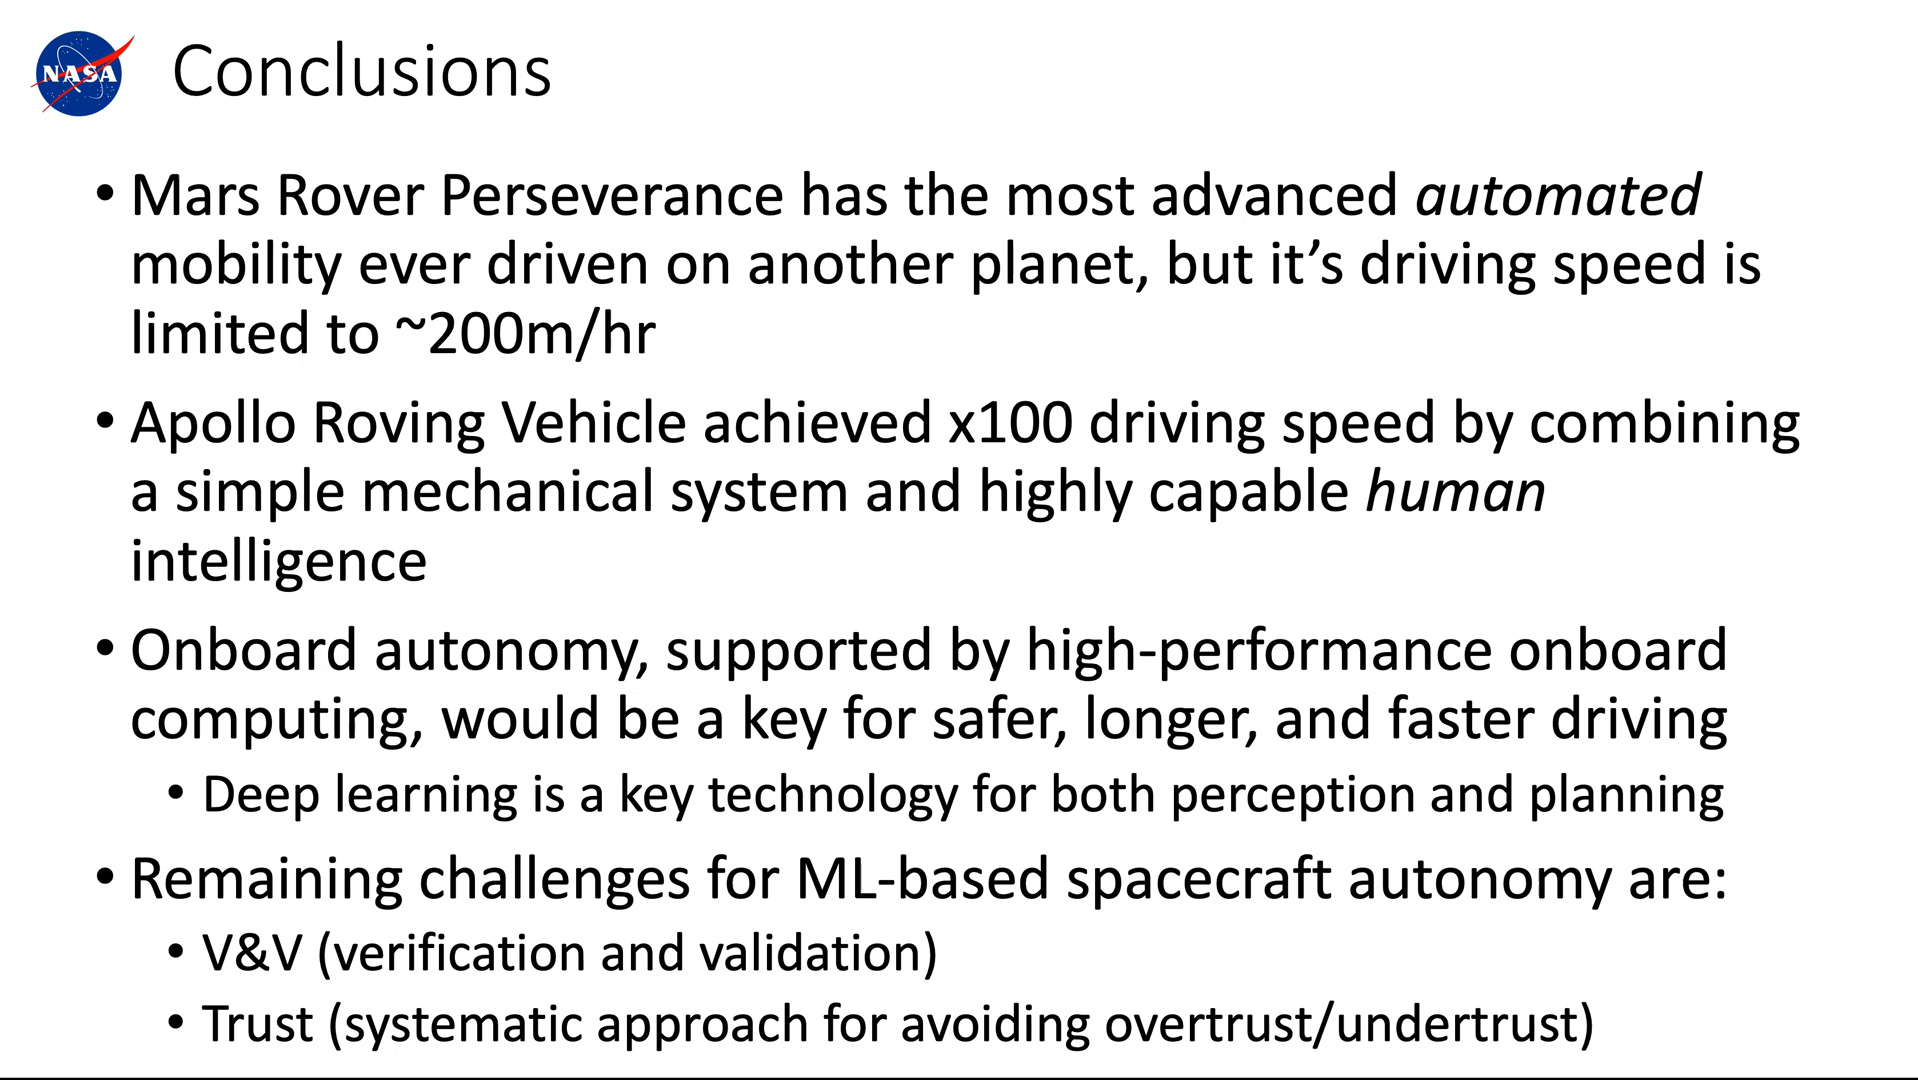 NASA
Conclusions
• Mars Rover Perseverance has the most advanced automated
mobility ever driven on another planet, but it’s driving speed is
limited to ~200m/hr
• Apollo Roving Vehicle achieved x100 driving speed by combining
a simple mechanical system and highly capable human
intelligence
• Onboard autonomy, supported by high-performance onboard
computing, would be a key for safer, longer, and faster driving
• Deep learning is a key technology for both perception and planning
• Remaining challenges for ML-based spacecraft autonomy are:
• V&V (verification and validation)
• Trust (systematic approach for avoiding overtrust/undertrust)